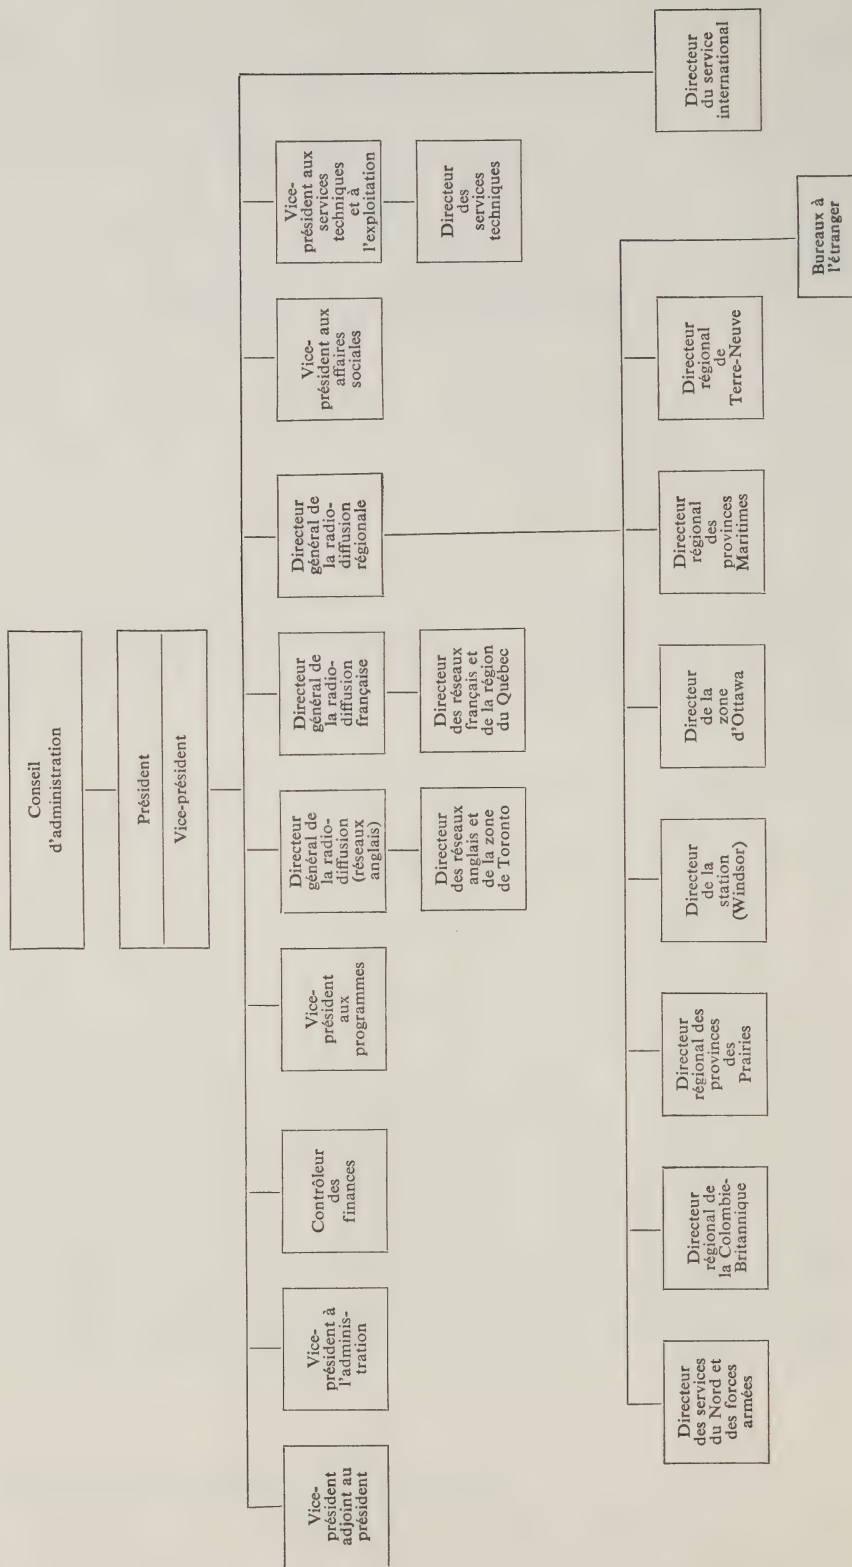 Conseil
d'administration
Président
Vice-président
Vice-
président
adjoint au
président
Vice-
président à
l'adminis-
tration
Contrôleur
des
finances
Vice-
président
aux
programmes
Directeur
général de
la radio-
diffusion
(réseaux
anglais)
Directeur
général de
la radio-
diffusion
française
Directeur
général de
la radio-
diffusion
régionale
Vice-
président aux
affaires
sociales
Vice-
président aux
services
techniques
et à
l'exploitation
Directeur
des réseaux
anglais et
de la zone
de Toronto
Directeur
des réseaux
français et
de la région
du Québec
Directeur
des
services
techniques
Directeur
des services
du Nord et
des forces
armées
Directeur
régional de
la Colombie-
Britannique
Directeur
régional des
provinces
des
Prairies
Directeur
de la
station
(Windsor)
Directeur
de la
zone
d'Ottawa
Directeur
régional
des
provinces
Maritimes
Directeur
régional
de
Terre-Neuve
Directeur
du service
international
Bureaux à
l'étranger